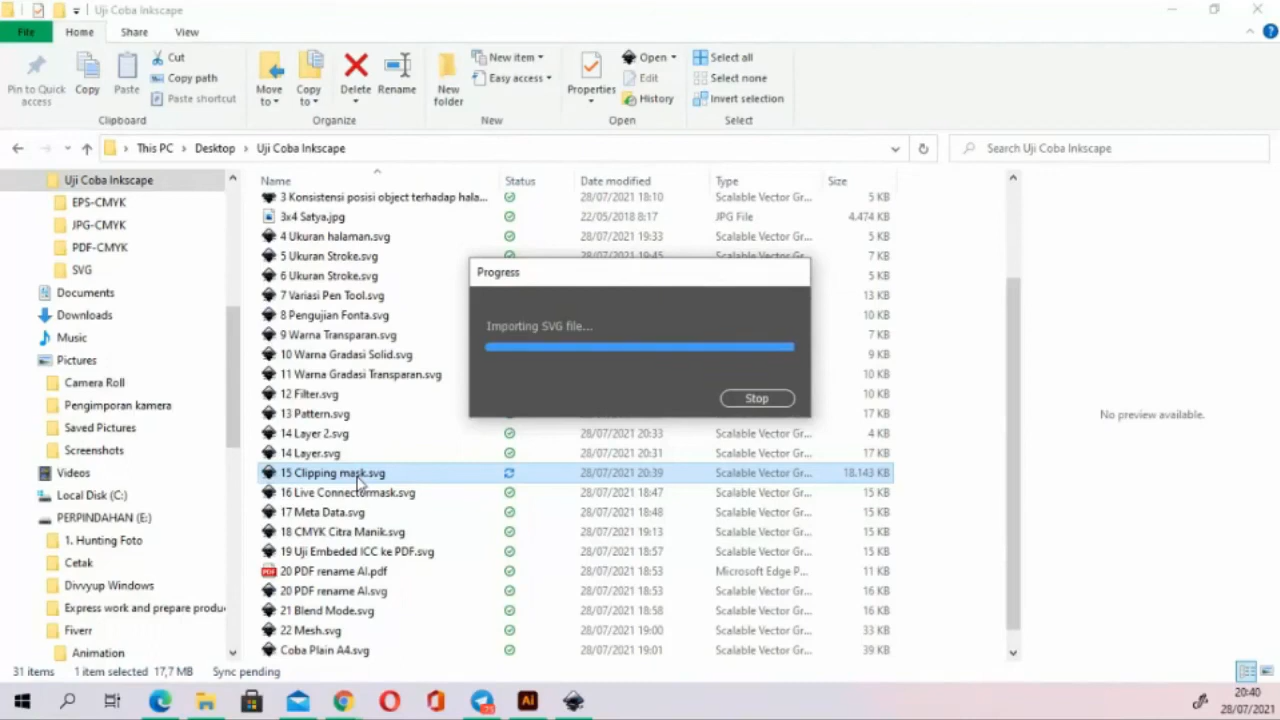 Uji Coba Inkscape
File Home Share View
Pin to Quick access
Copy
Paste
Cut
Copy path
Paste shortcut
Clipboard
Move to
Copy to
Delete
Rename
Organize
New folder
New item
Easy access
New
Properties
Open
Edit
History
Open
Select all
Select none
Invert selection
Select
This PC > Desktop > Uji Coba Inkscape
Search Uji Coba Inkscape
Uji Coba Inkscape
EPS-CMYK
JPG-CMYK
PDF-CMYK
SVG
Documents
Downloads
Music
Pictures
Camera Roll
Pengimporan kamera
Saved Pictures
Screenshots
Videos
Local Disk (C:)
PERPINDAHAN (E:)
1. Hunting Foto
Cetak
Divvyup Windows
Express work and prepare produ
Fiverr
Animation
Name Status Date modified Type Size
3 Konsistensi posisi object terhadap hala... 28/07/2021 18:10 Scalable Vector Gr... 5 KB
3x4 Satya.jpg 22/05/2018 8:17 JPG File 4.474 KB
4 Ukuran halaman.svg 28/07/2021 19:33 Scalable Vector Gr... 5 KB
5 Ukuran Stroke.svg 28/07/2021 19:45 Scalable Vector Gr... 7 KB
6 Ukuran Stroke.svg 5 KB
7 Variasi Pen Tool.svg 13 KB
8 Pengujian Fonta.svg 10 KB
9 Warna Transparan.svg 7 KB
10 Warna Gradasi Solid.svg 9 KB
11 Warna Gradasi Transparan.svg 10 KB
12 Filter.svg 10 KB
13 Pattern.svg 17 KB
14 Layer 2.svg 28/07/2021 20:33 Scalable Vector Gr... 4 KB
14 Layer.svg 28/07/2021 20:31 Scalable Vector Gr... 17 KB
15 Clipping mask.svg 28/07/2021 20:39 Scalable Vector Gr... 18.143 KB
16 Live Connectormask.svg 28/07/2021 18:47 Scalable Vector Gr... 15 KB
17 Meta Data.svg 28/07/2021 18:48 Scalable Vector Gr... 15 KB
18 CMYK Citra Manik.svg 28/07/2021 19:13 Scalable Vector Gr... 15 KB
19 Uji Embeded ICC ke PDF.svg 28/07/2021 18:57 Scalable Vector Gr... 15 KB
20 PDF rename AI.pdf 28/07/2021 18:53 Microsoft Edge P... 11 KB
20 PDF rename AI.svg 28/07/2021 18:53 Scalable Vector Gr... 16 KB
21 Blend Mode.svg 28/07/2021 18:58 Scalable Vector Gr... 16 KB
22 Mesh.svg 28/07/2021 19:00 Scalable Vector Gr... 33 KB
Coba Plain A4.svg 28/07/2021 19:01 Scalable Vector Gr... 39 KB
Progress
Importing SVG file...
Stop
No preview available.
31 items 1 item selected 17,7 MB Sync pending
Ai
20:40
28/07/2021